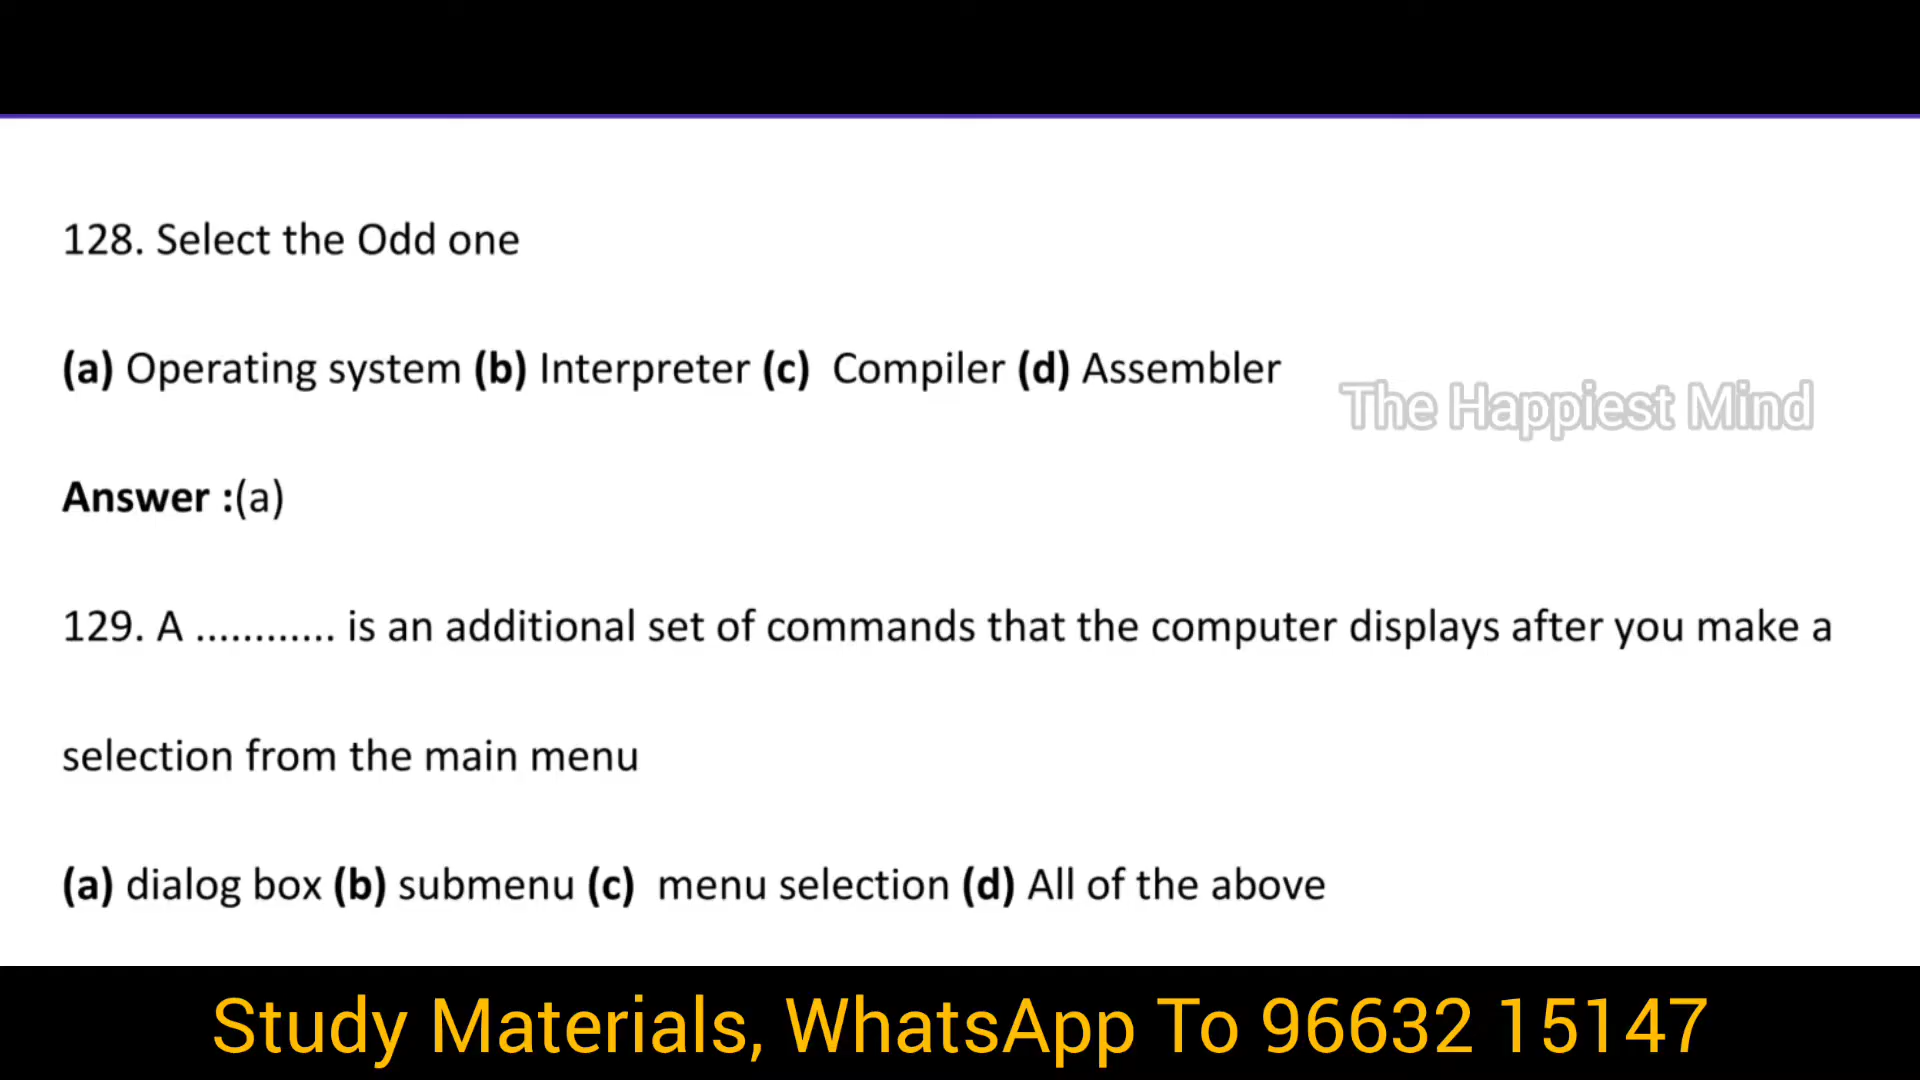 128. Select the Odd one
(a) Operating system (b) Interpreter (c) Compiler (d) Assembler
The Happiest Mind
Answer :(a)
129. A ............ is an additional set of commands that the computer displays after you make a
selection from the main menu
(a) dialog box (b) submenu (c) menu selection (d) All of the above
Study Materials, WhatsApp To 96632 15147